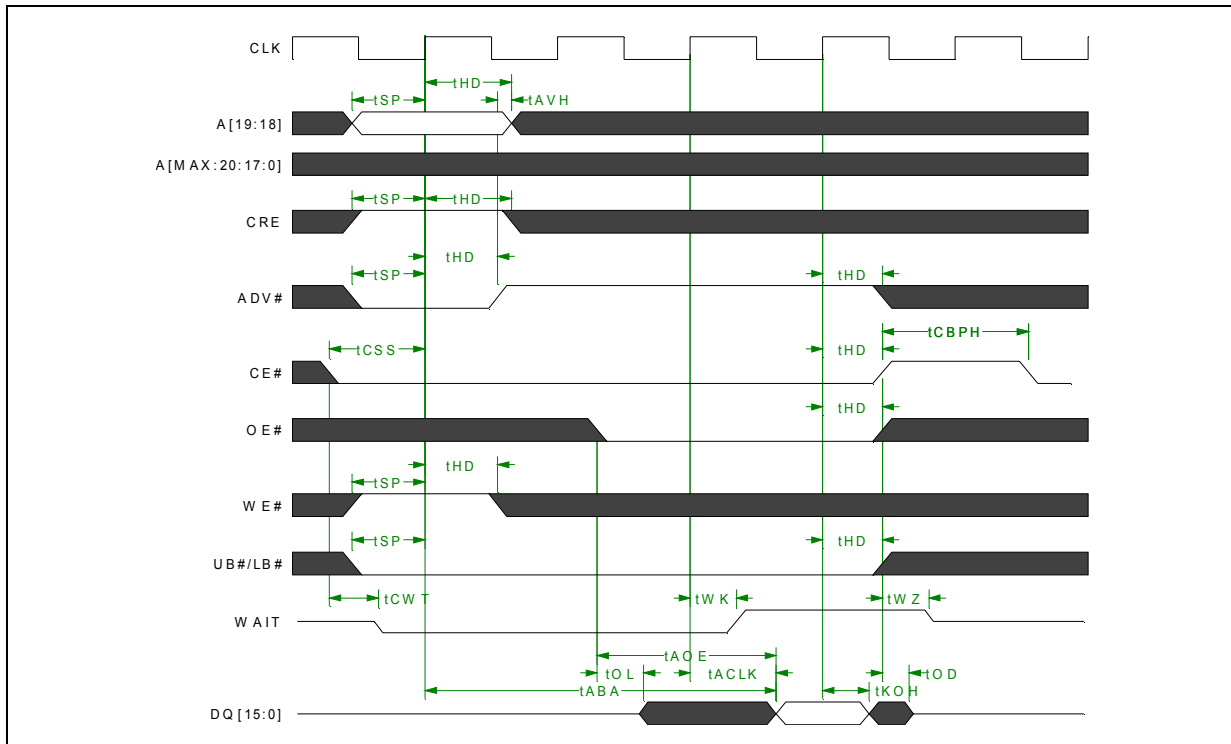 CLK
tHD
tSP
tAVH
A[19:18]
A[MAX:20:17:0]
tSP
tHD
CRE
tHD
tHD
tSP
ADV#
tCBPH
tCSS
tHD
CE#
tHD
OE#
tHD
tSP
WE#
tSP
tHD
UB#/LB#
tCWT
tWK
tWZ
WAIT
tAOE
tOL
tACLK
tOD
tABA
tKOH
DQ[15:0]